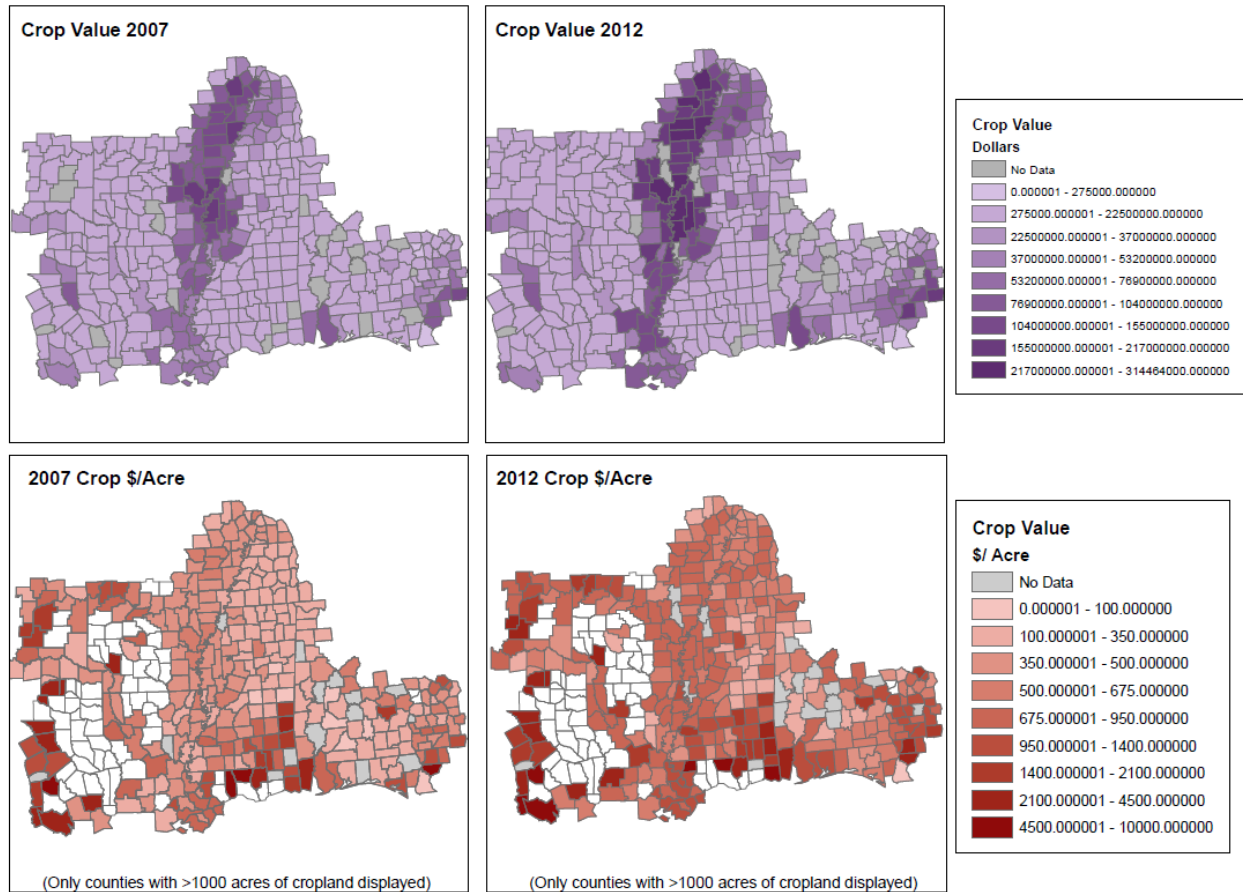 Crop Value 2007
Crop Value 2012
Crop Value
Dollars
No Data
0.000001 - 275000.000000
275000.000001 - 22500000.000000
22500000.000001 - 37000000.000000
37000000.000001 - 53200000.000000
53200000.000001 - 76900000.000000
76900000.000001 - 104000000.000000
104000000.000001 - 155000000.000000
155000000.000001 - 217000000.000000
217000000.000001 - 314464000.000000
2007 Crop $/Acre
(Only counties with >1000 acres of cropland displayed)
2012 Crop $/Acre
(Only counties with >1000 acres of cropland displayed)
Crop Value
$/ Acre
No Data
0.000001 - 100.000000
100.000001 - 350.000000
350.000001 - 500.000000
500.000001 - 675.000000
675.000001 - 950.000000
950.000001 - 1400.000000
1400.000001 - 2100.000000
2100.000001 - 4500.000000
4500.000001 - 10000.000000